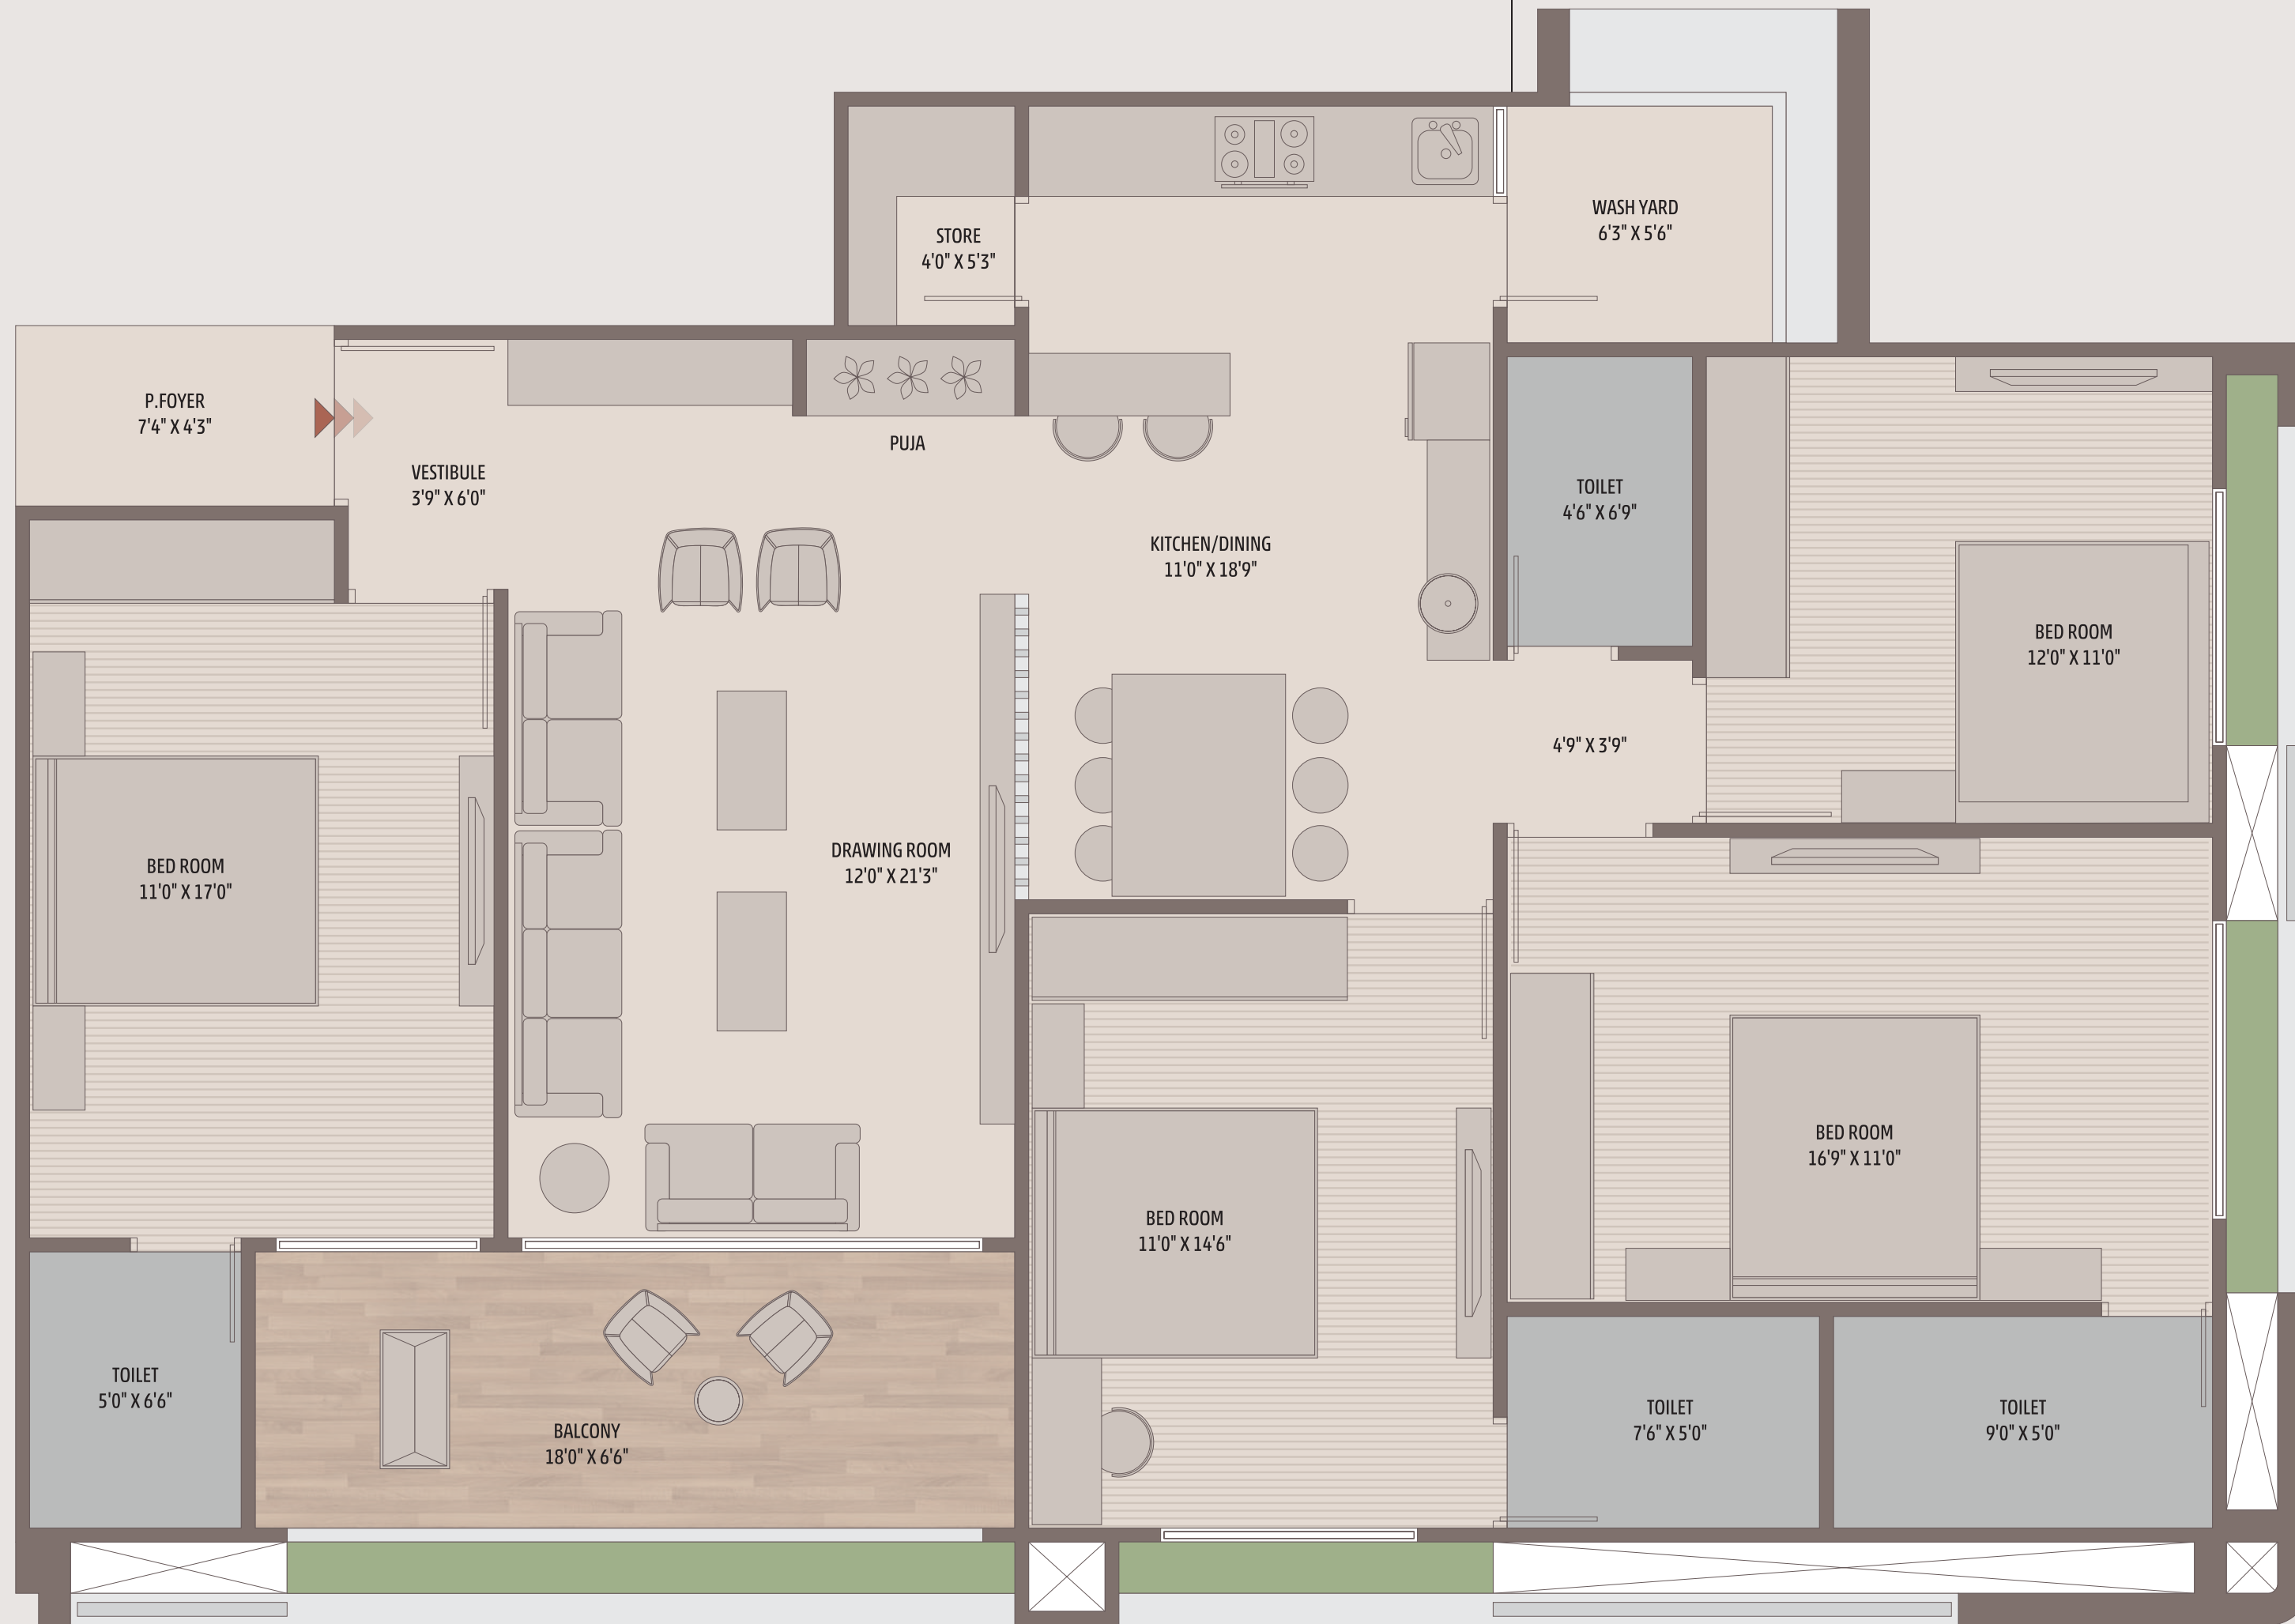 WASH YARD
6'3" X 5'6"
STORE
4'0" X 5'3"
P.FOYER
7'4" X 4'3"
VESTIBULE
3'9" X 6'0"
PUJA
TOILET
4'6" X 6'9"
KITCHEN/DINING
11'0" X 18'9"
BED ROOM
12'0" X 11'0"
4'9" X 3'9"
DRAWING ROOM
12'0" X 21'3"
BED ROOM
11'0" X 17'0"
BED ROOM
16'9" X 11'0"
BED ROOM
11'0" X 14'6"
TOILET
5'0" X 6'6"
BALCONY
18'0" X 6'6"
TOILET
7'6" X 5'0"
TOILET
9'0" X 5'0"